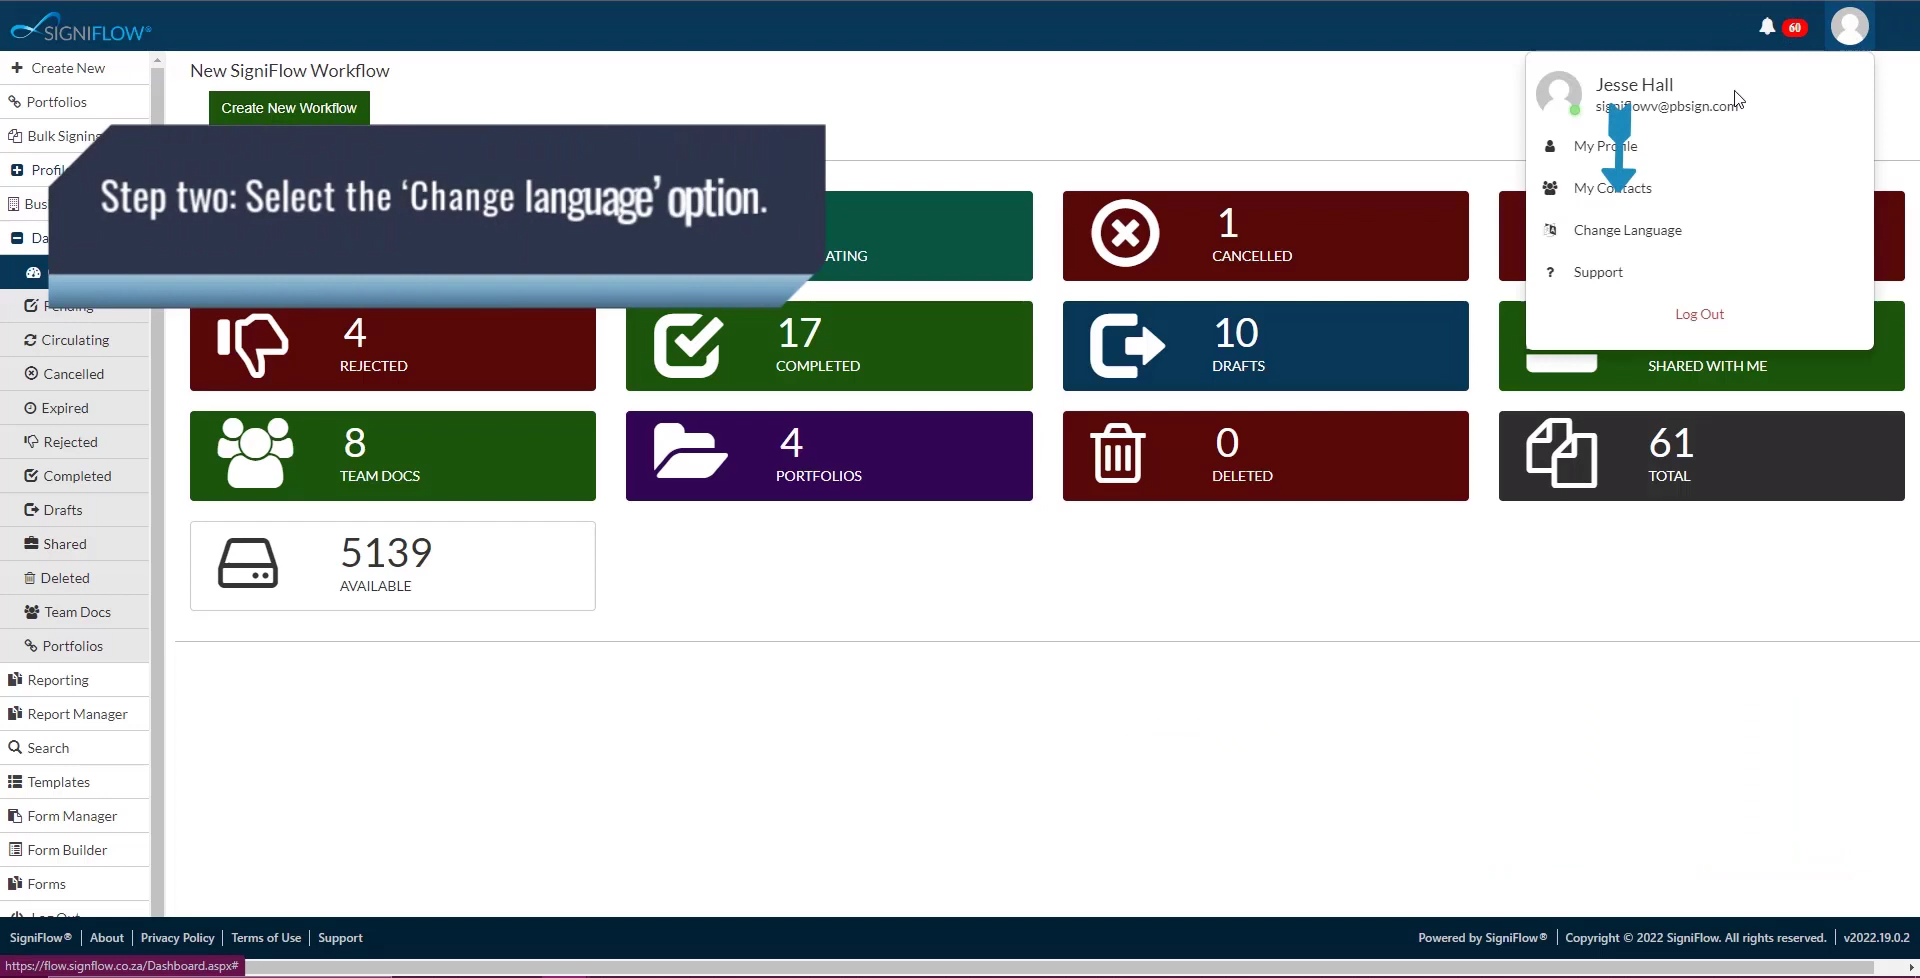 SIGNIFLOW®
60
Create New
Portfolios
Bulk Signing
Circulating
Cancelled
Expired
Rejected
Completed
Drafts
Shared
Deleted
Team Docs
Portfolios
Reporting
Report Manager
Search
Templates
Form Manager
Form Builder
Forms
New SigniFlow Workflow
Create New Workflow
Step two: Select the ‘Change language’ option.
1
CANCELLED
4
REJECTED
17
COMPLETED
10
DRAFTS
SHARED WITH ME
8
TEAM DOCS
4
PORTFOLIOS
0
DELETED
61
TOTAL
5139
AVAILABLE
Jesse Hall
My Profile
My Contacts
Change Language
? Support
Log Out
SigniFlow® | About | Privacy Policy | Terms of Use | Support
Powered by SigniFlow® | Copyright © 2022 SigniFlow. All rights reserved. | v2022.19.0.2
https://flow.signflow.co.za/Dashboard.aspx#